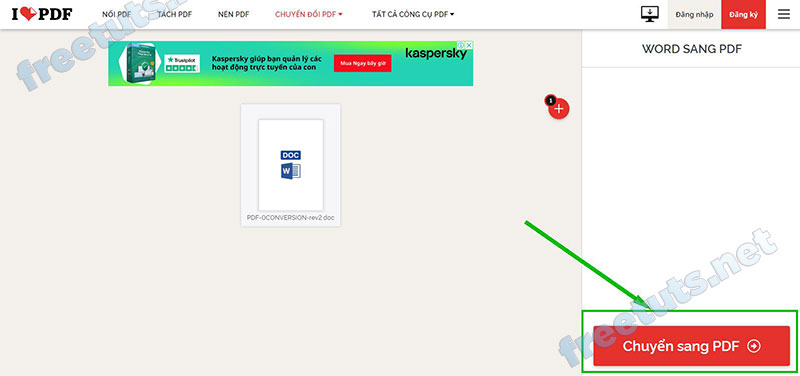 I PDF
NỐI PDF
TÁCH PDF
NÉN PDF
CHUYỂN ĐỔI PDF
TẤT CẢ CÔNG CỤ PDF
Đăng nhập
Đăng ký
freetuts.net
Trustpilot
Kaspersky giúp bạn quản lý các
hoạt động trực tuyến của con
Mua Ngay bây giờ
kaspersky
WORD SANG PDF
1
DOC
W
PDF-0CONVERSION-rev2 doc
freetuts.net
Chuyển sang PDF